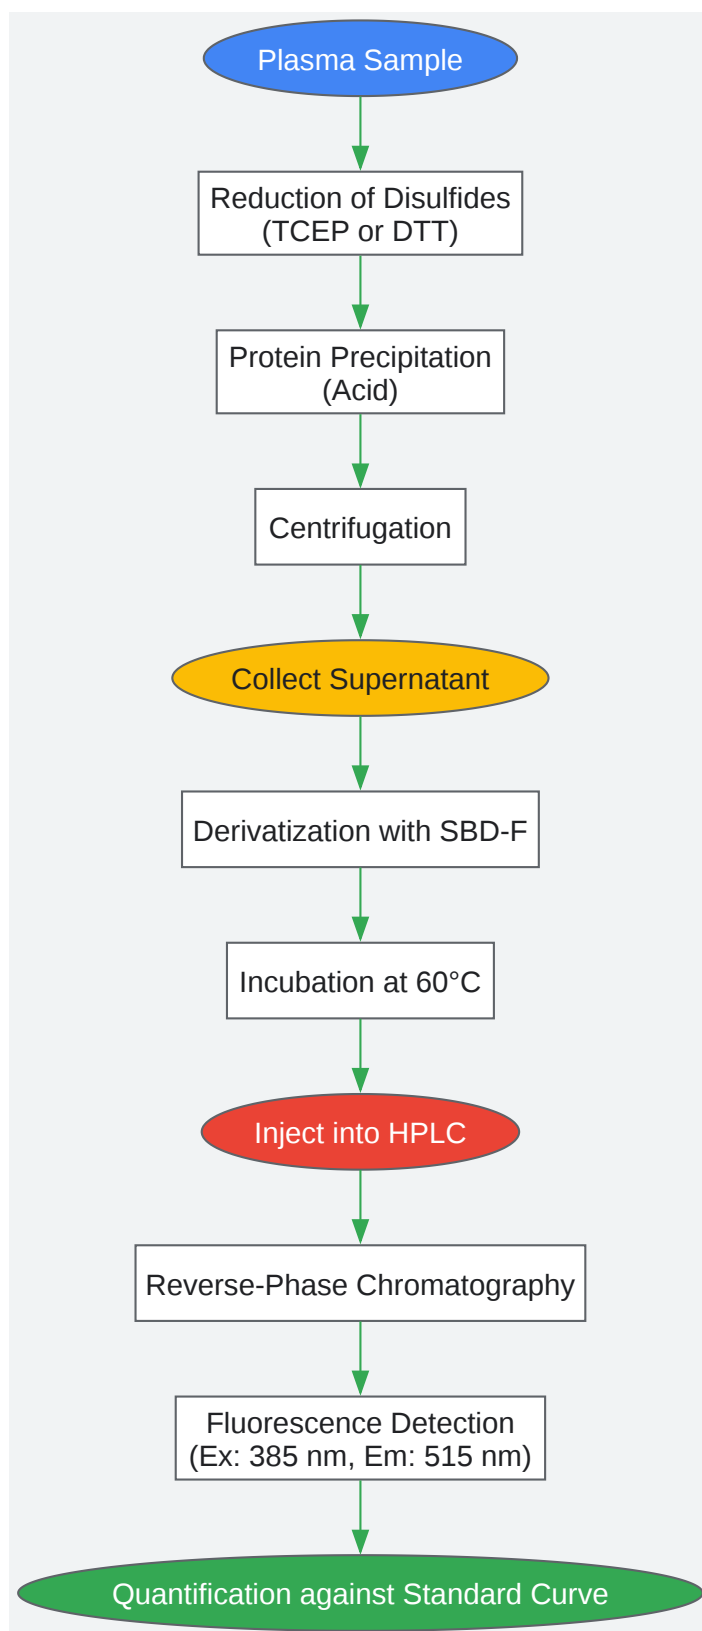 Plasma Sample
Reduction of Disulfides
(TCEP or DTT)
Protein Precipitation
(Acid)
Centrifugation
Collect Supernatant
Derivatization with SBD-F
Incubation at 60°C
Inject into HPLC
Reverse-Phase Chromatography
Fluorescence Detection
(Ex: 385 nm, Em: 515 nm)
Quantification against Standard Curve